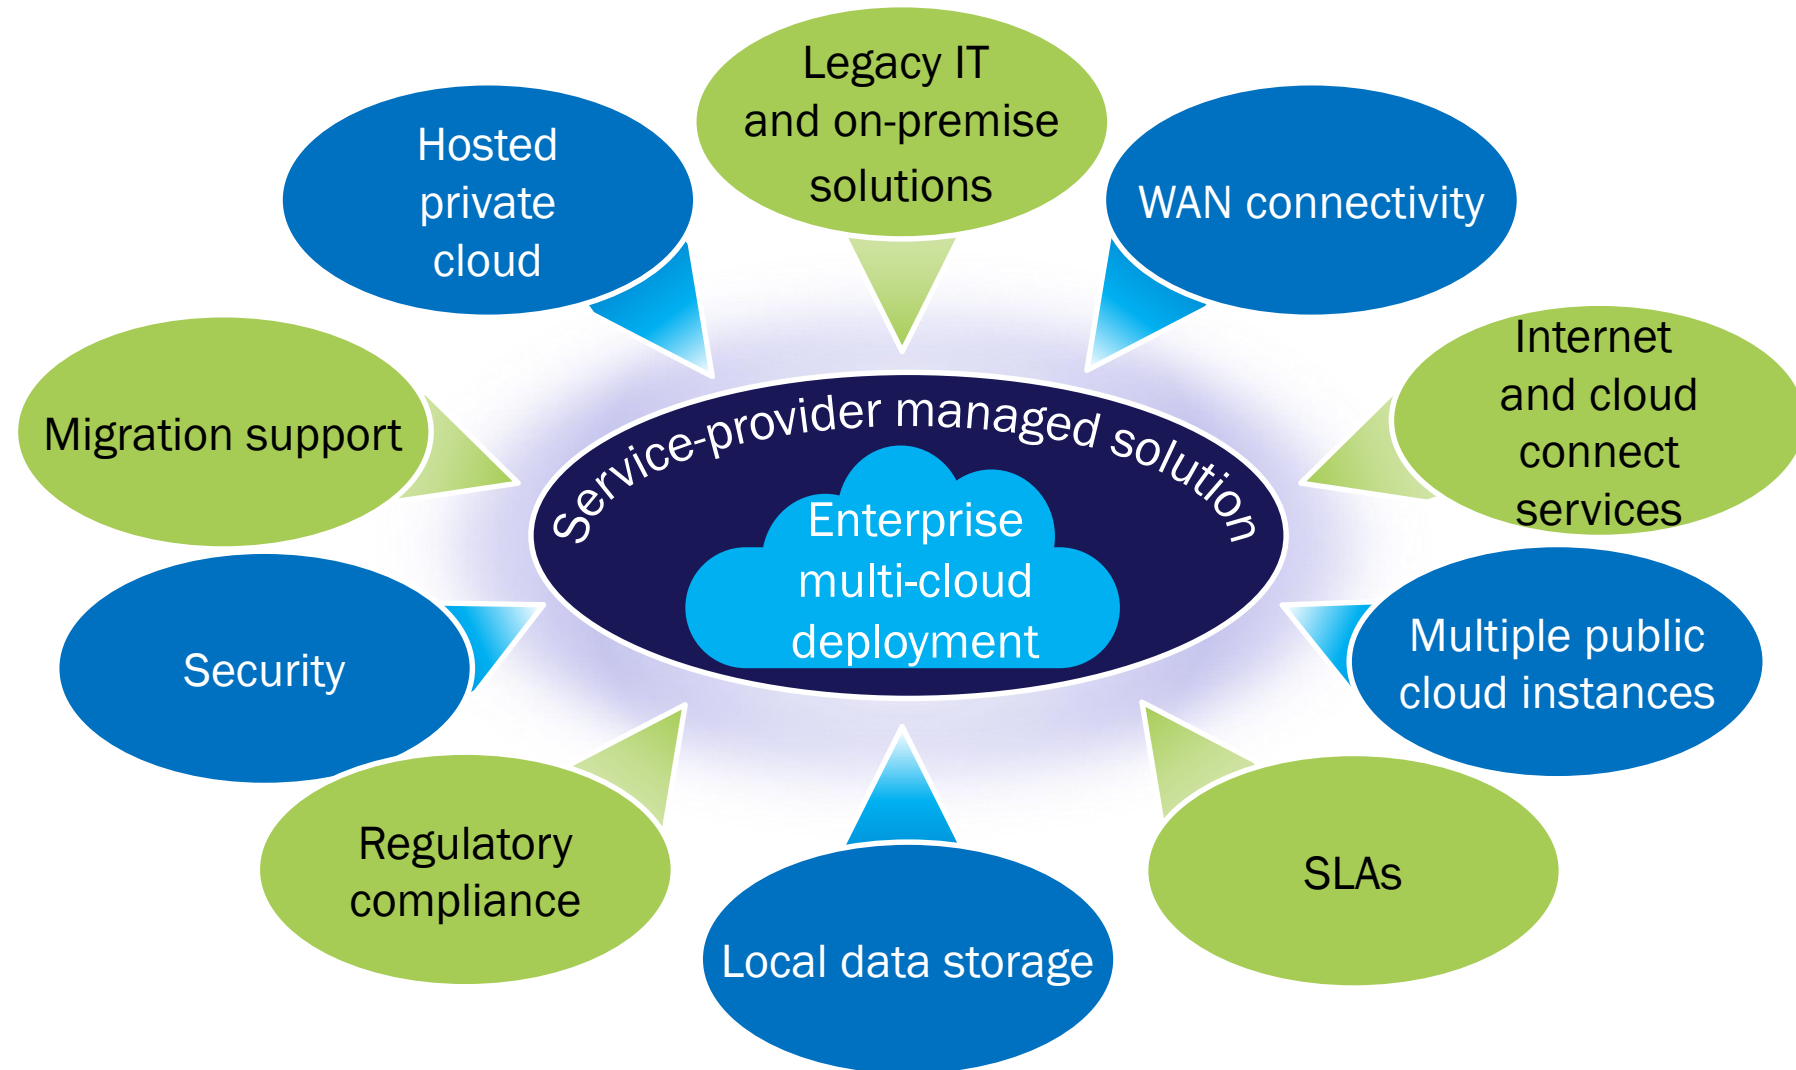 Legacy IT
and on-premise
solutions
Hosted
private
cloud
WAN connectivity
Internet
and cloud
connect
services
Migration support
Service-provider managed solution
Enterprise
multi-cloud
deployment
Multiple public
cloud instances
Security
Regulatory
compliance
SLAs
Local data storage